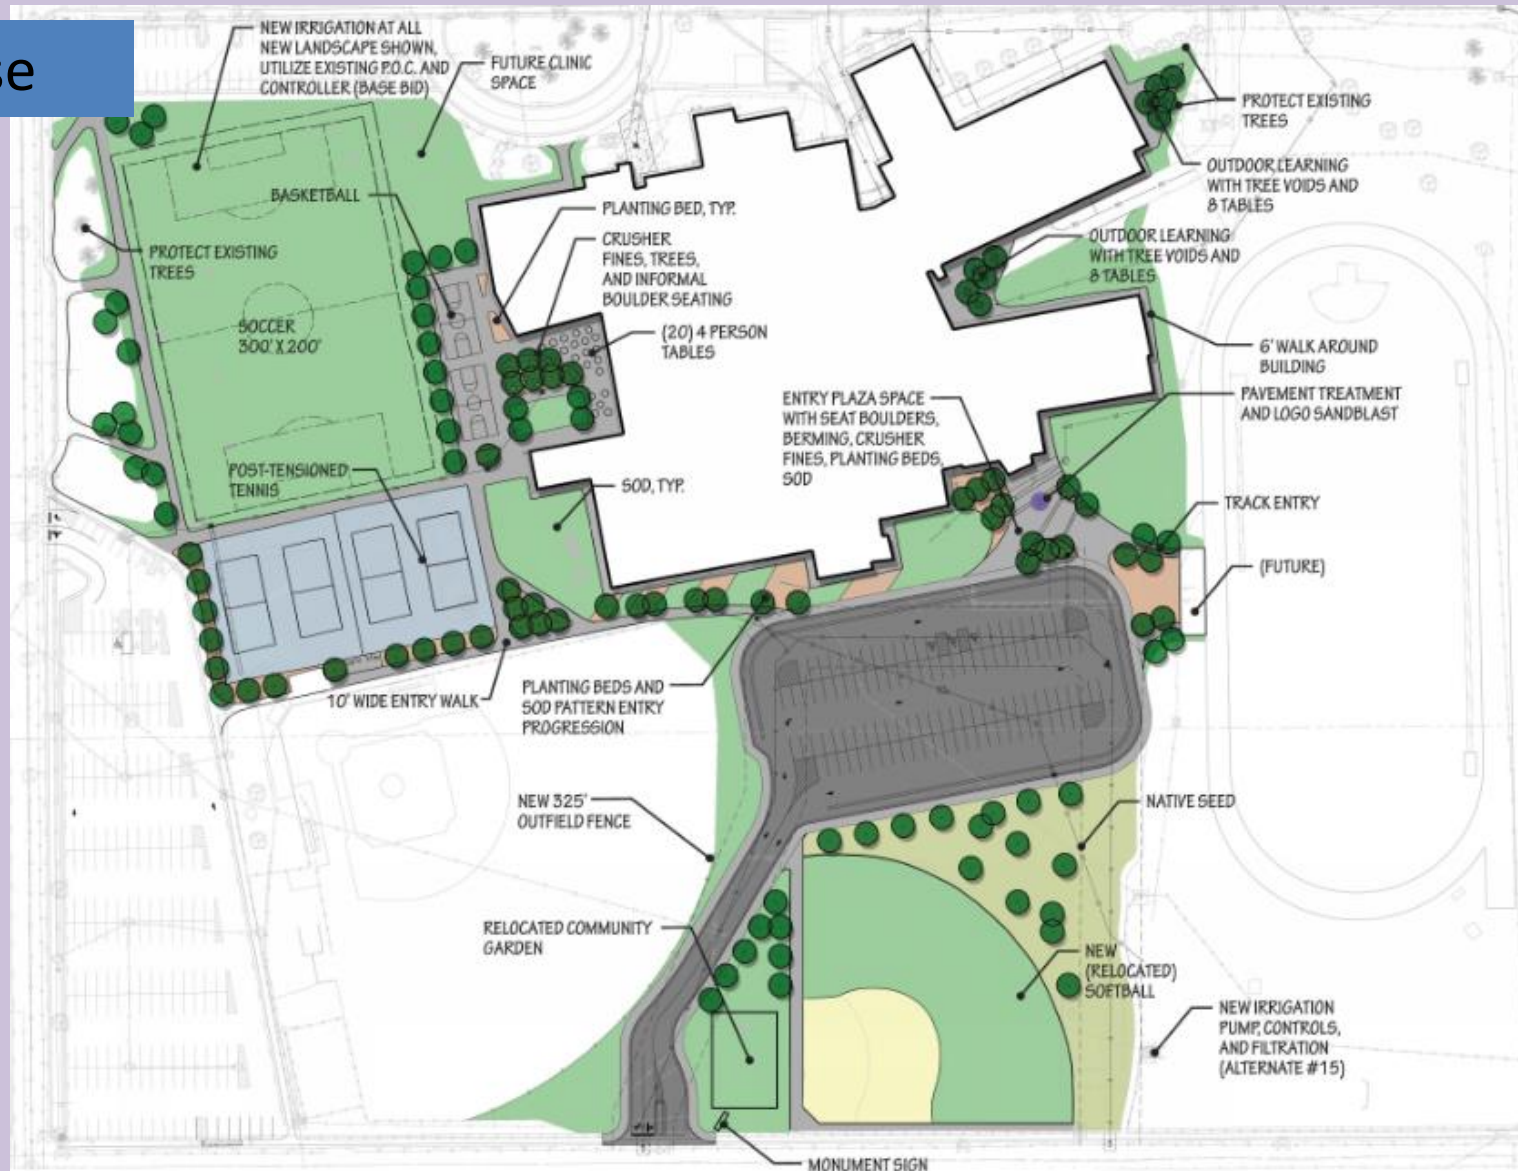 se
NEW IRRIGATION AT ALL
NEW LANDSCAPE SHOWN,
UTILIZE EXISTING P.O.C. AND
CONTROLLER (BASE BID)
FUTURE CLINIC
SPACE
PROTECT EXISTING
TREES
OUTDOOR LEARNING
WITH TREE VOIDS AND
8 TABLES
BASKETBALL
PLANTING BED, TYP.
CRUSHER
FINES, TREES,
AND INFORMAL
BOULDER SEATING
OUTDOOR LEARNING
WITH TREE VOIDS AND
8 TABLES
PROTECT EXISTING
TREES
SOCCER
300' X 200'
(20) 4 PERSON
TABLES
6' WALK AROUND
BUILDING
ENTRY PLAZA SPACE
WITH SEAT BOULDERS,
BERMING, CRUSHER
FINES, PLANTING BEDS,
SOD
PAVEMENT TREATMENT
AND LOGO SANDBLAST
POST-TENSIONED
TENNIS
SOD, TYP.
TRACK ENTRY
(FUTURE)
10' WIDE ENTRY WALK
PLANTING BEDS AND
SOD PATTERN ENTRY
PROGRESSION
NEW 325'
OUTFIELD FENCE
NATIVE SEED
RELOCATED COMMUNITY
GARDEN
NEW
(RELOCATED)
SOFTBALL
NEW IRRIGATION
PUMP, CONTROLS,
AND FILTRATION
(ALTERNATE #15)
MONUMENT SIGN